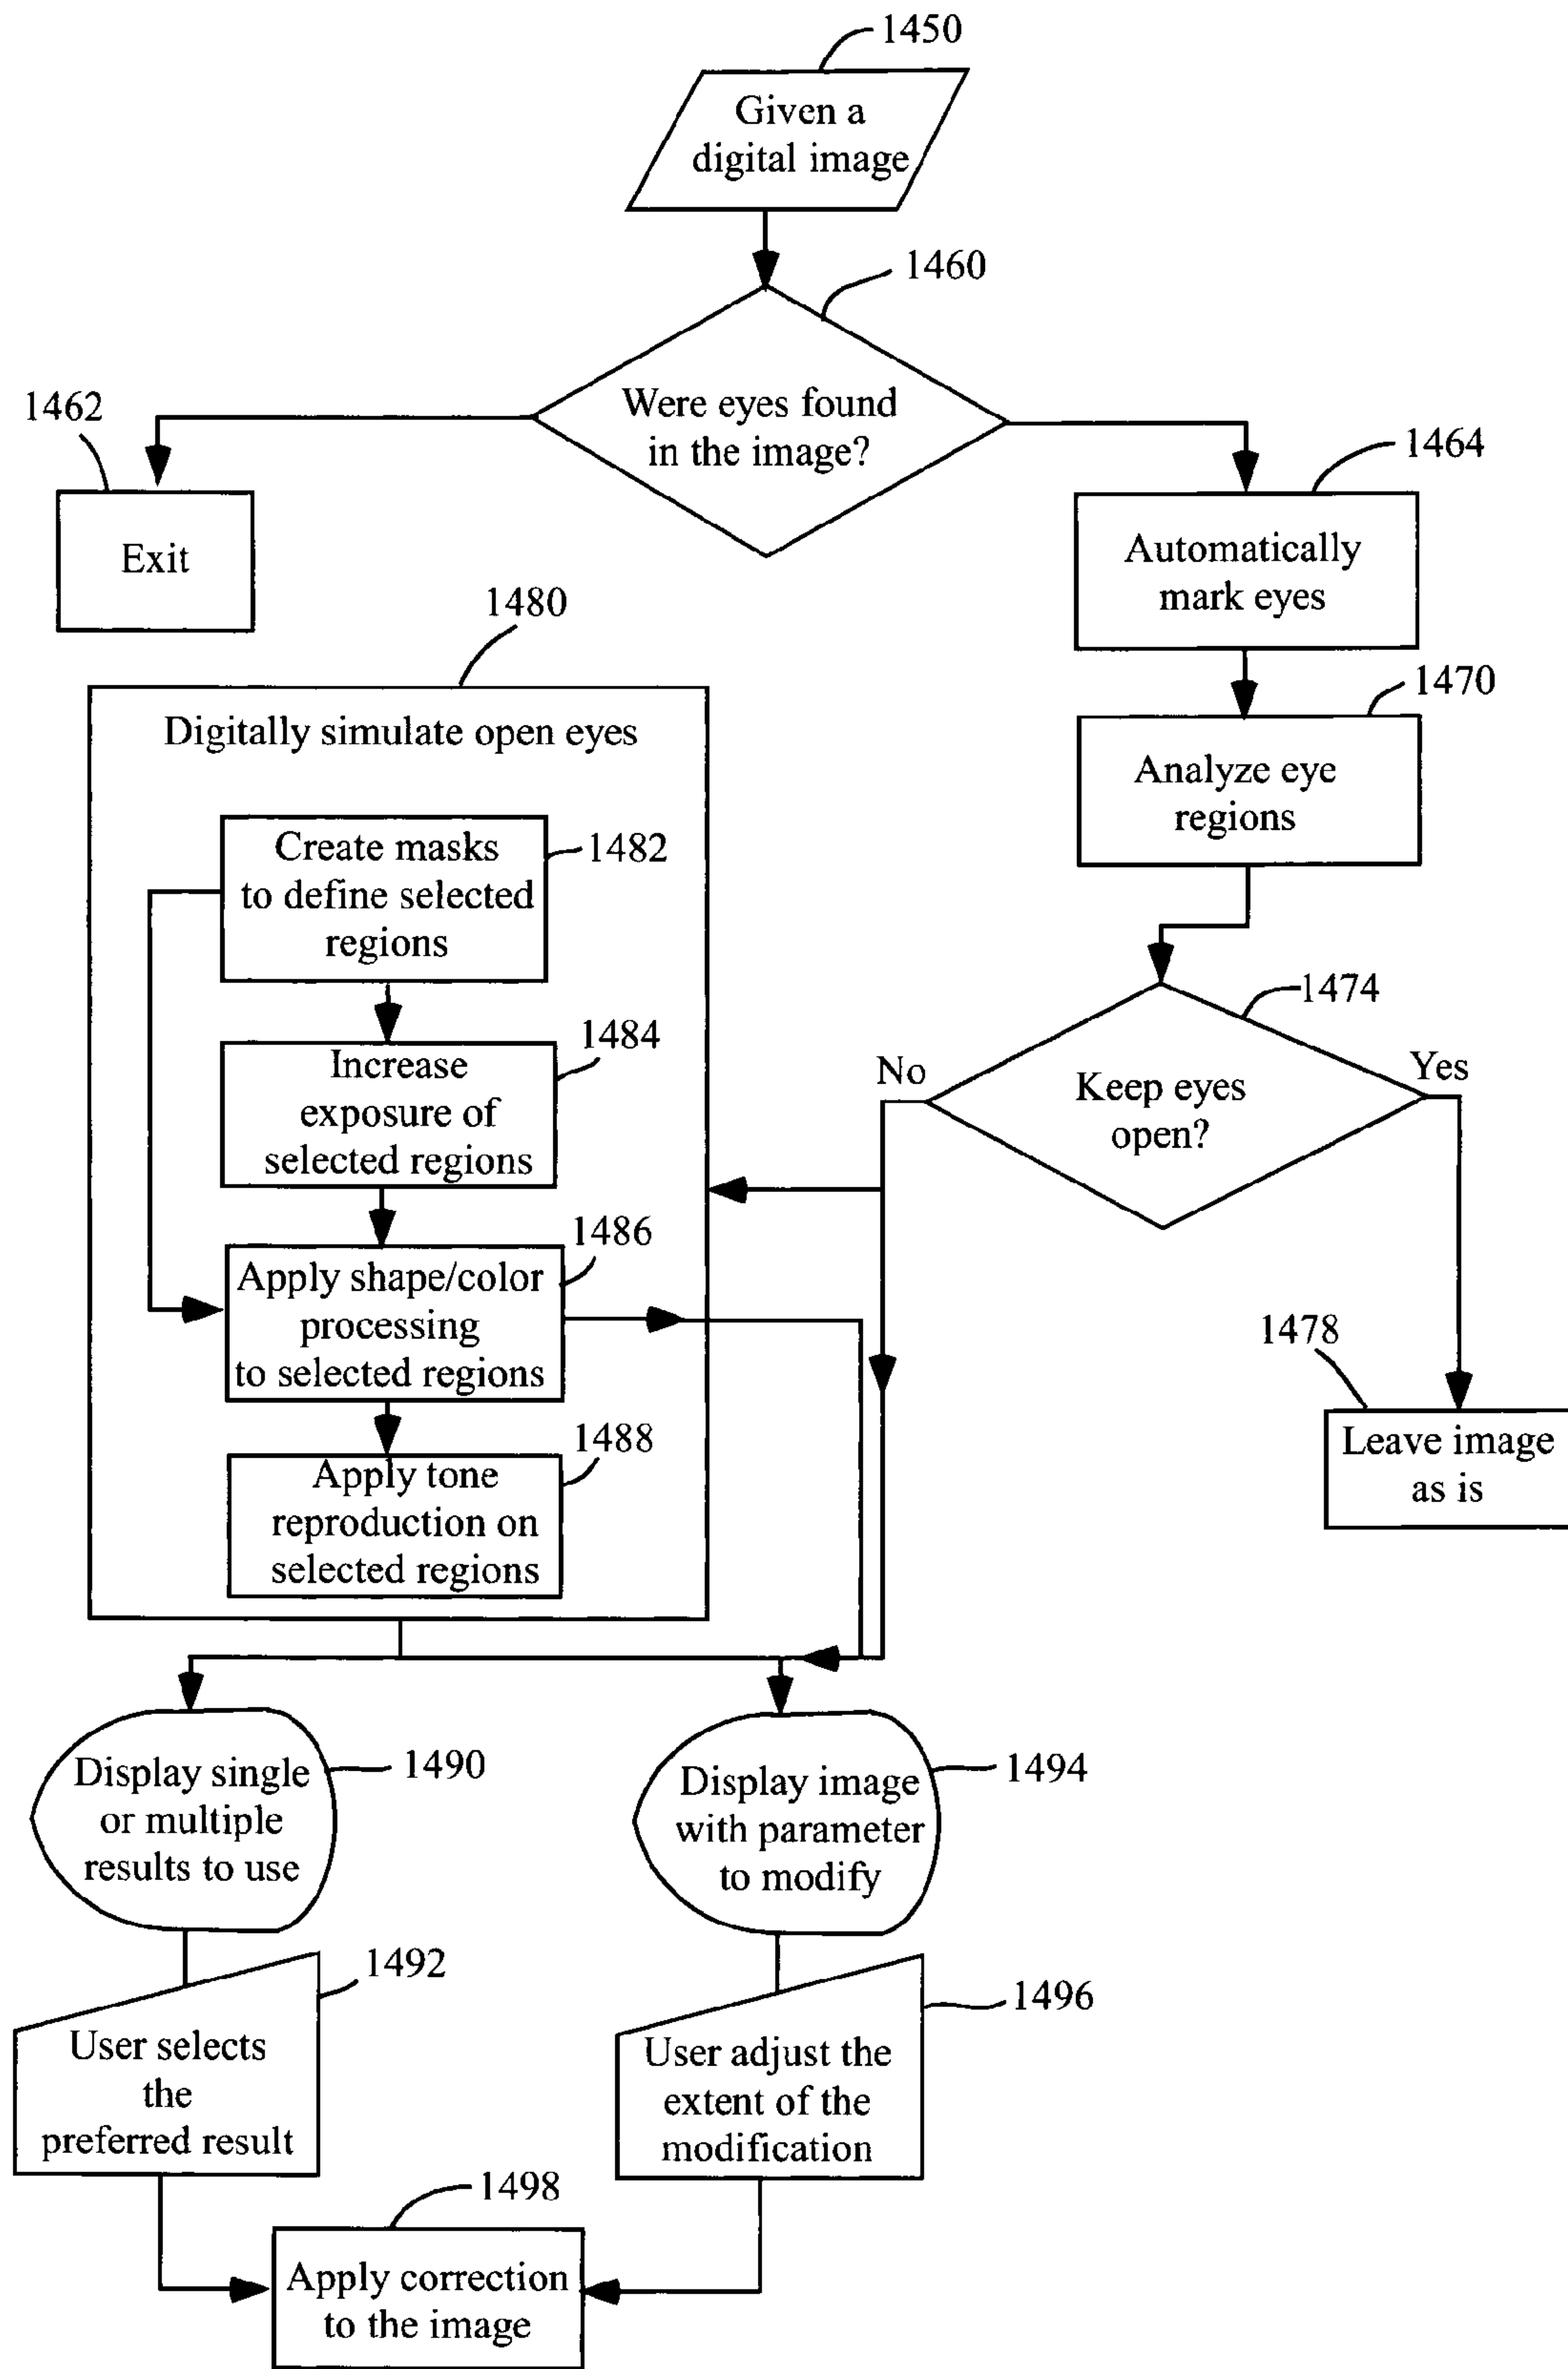 1450
Given a
digital image
1460
Were eyes found
in the image?
1462
Exit
1464
Automatically
mark eyes
1470
Analyze eye
regions
1474
Keep eyes
open?
No
Yes
1478
Leave image
as is
1480
Digitally simulate open eyes
Create masks
to define selected
regions
1482
1484
Increase
exposure of
selected regions
1486
Apply shape/color
processing
to selected regions
1488
Apply tone
reproduction on
selected regions
Display single
or multiple
results to use
1490
Display image
with parameter
to modify
1494
1492
User selects
the
preferred result
1496
User adjust the
extent of the
modification
1498
Apply correction
to the image